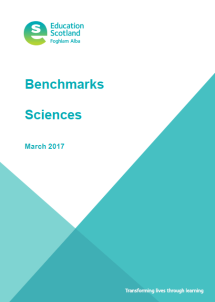 Education
Scotland
Foghlam Alba
Benchmarks
Sciences
March 2017
Transforming lives through learning